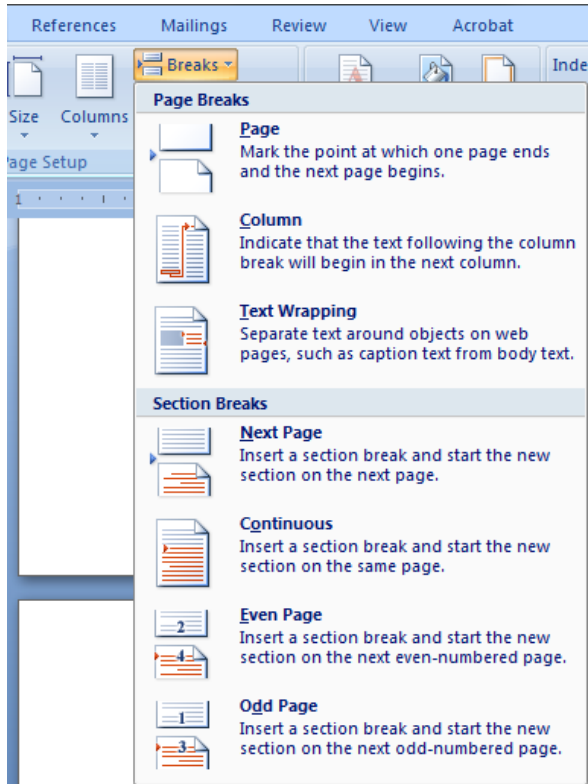 References Mailings Review View Acrobat
Breaks Inde
Size Columns
Page Breaks
Page
Mark the point at which one page ends
and the next page begins.
age Setup
1
Column
Indicate that the text following the column
break will begin in the next column.
Text Wrapping
Separate text around objects on web
pages, such as caption text from body text.
Section Breaks
Next Page
Insert a section break and start the new
section on the next page.
Continuous
Insert a section break and start the new
section on the same page.
2
4
Even Page
Insert a section break and start the new
section on the next even-numbered page.
1
3
Odd Page
Insert a section break and start the new
section on the next odd-numbered page.